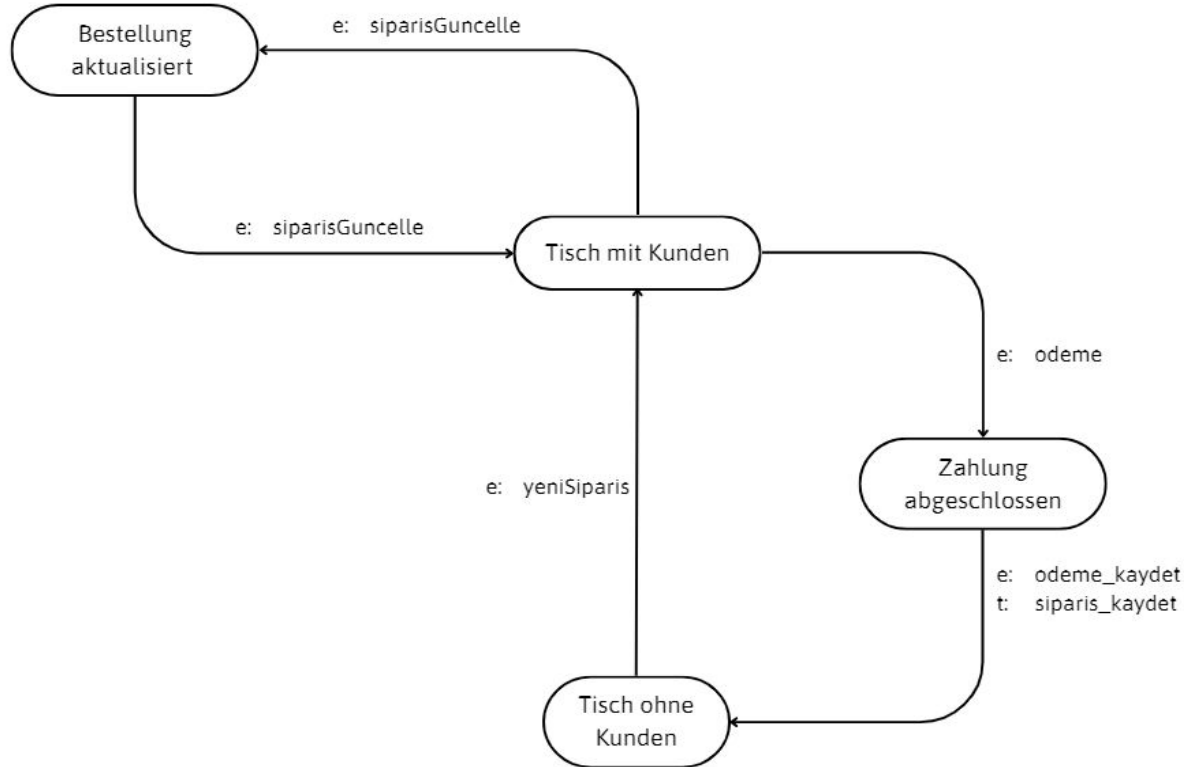 e: siparisGuncelle
Bestellung
aktualisiert
e: siparisGuncelle
Tisch mit Kunden
e: odeme
Zahlung
abgeschlossen
e: yeniSiparis
e: odeme_kaydet
t: siparis_kaydet
Tisch ohne
Kunden